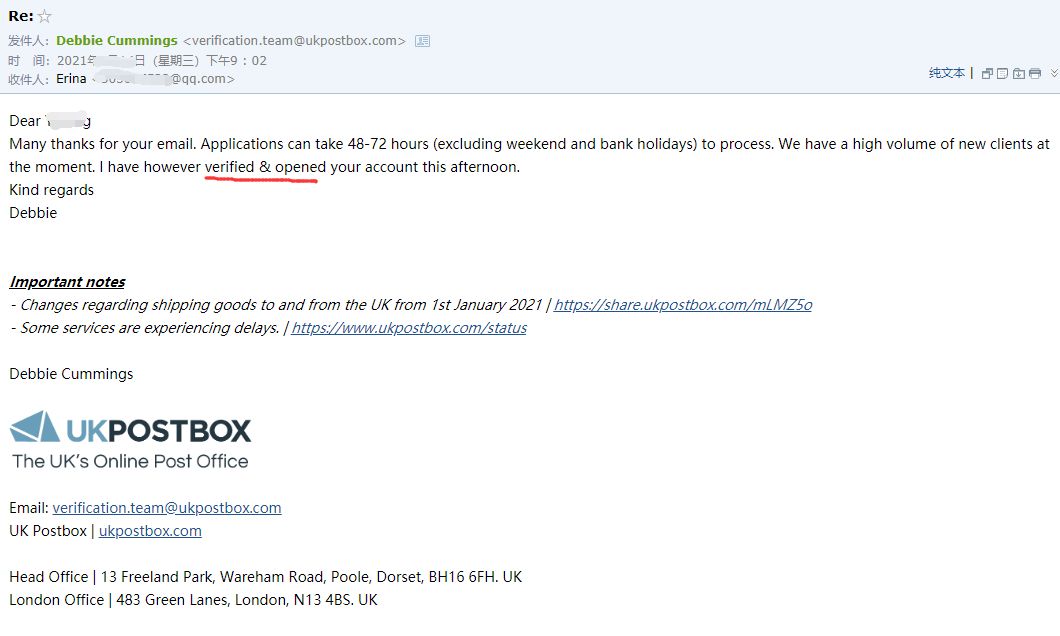 Re: ☆
发件人: Debbie Cummings <verification.team@ukpostbox.com>
时 间: 2021年 日 (星期三) 下午9：02
收件人: Erina @qq.com>
纯文本 |
Dear
Many thanks for your email. Applications can take 48-72 hours (excluding weekend and bank holidays) to process. We have a high volume of new clients at
the moment. I have however verified & opened your account this afternoon.
Kind regards
Debbie
Important notes
- Changes regarding shipping goods to and from the UK from 1st January 2021 | https://share.ukpostbox.com/mLMZ5o
- Some services are experiencing delays. | https://www.ukpostbox.com/status
Debbie Cummings
UKPOSTBOX
The UK's Online Post Office
Email: verification.team@ukpostbox.com
UK Postbox | ukpostbox.com
Head Office | 13 Freeland Park, Wareham Road, Poole, Dorset, BH16 6FH. UK
London Office | 483 Green Lanes, London, N13 4BS. UK